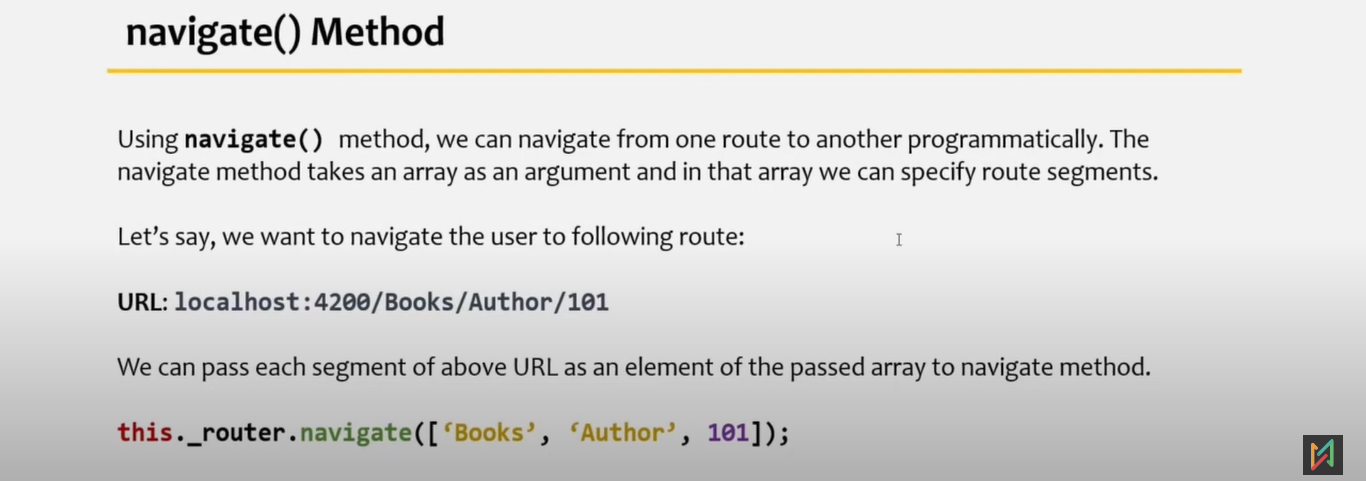 navigate() Method
Using navigate() method, we can navigate from one route to another programmatically. The
navigate method takes an array as an argument and in that array we can specify route segments.
Let’s say, we want to navigate the user to following route:
URL: localhost:4200/Books/Author/101
We can pass each segment of above URL as an element of the passed array to navigate method.
this._router.navigate([‘Books’, ‘Author’, 101]);